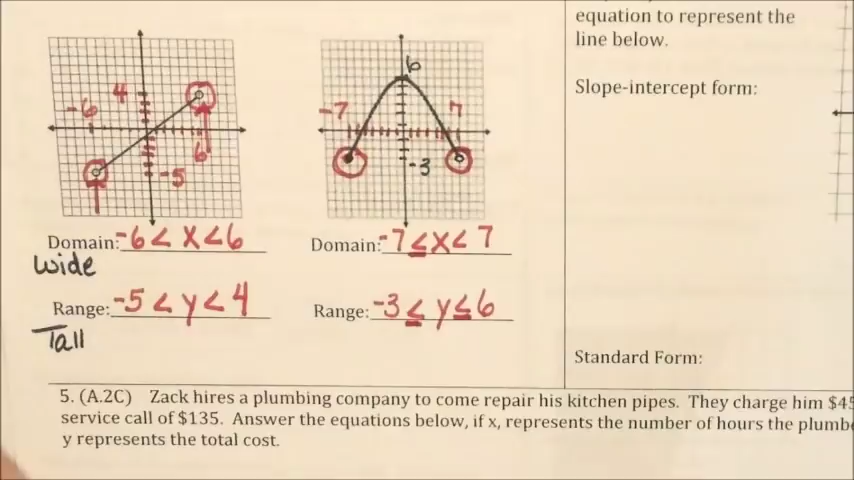 4
-6
6
-5
6
-7
7
-3
Domain: -6 < x < 6
Wide
Range: -5 < y < 4
Tall
Domain: -7 ≤ x < 7
Range: -3 ≤ y ≤ 6
equation to represent the
line below.
Slope-intercept form:
Standard Form:
5. (A.2C) Zack hires a plumbing company to come repair his kitchen pipes. They charge him $45
service call of $135. Answer the equations below, if x, represents the number of hours the plumb
y represents the total cost.